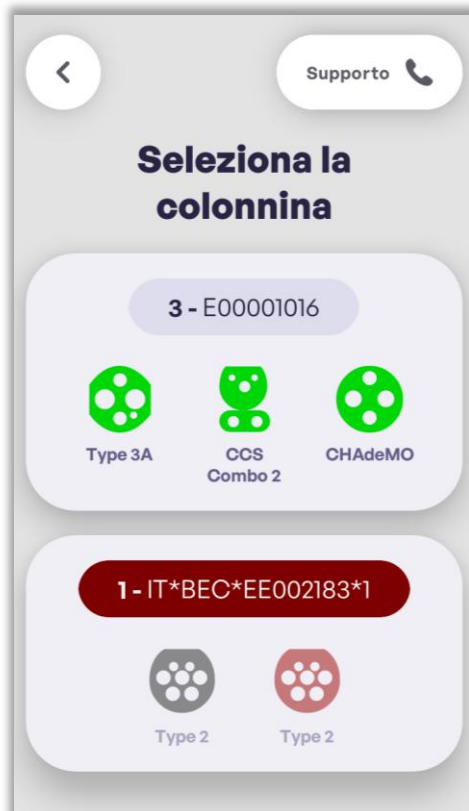 Supporto
Seleziona la
colonnina
3 - E00001016
Type 3A
CCS
Combo 2
CHAdeMO
1 - IT*BEC*EE002183*1
Type 2
Type 2